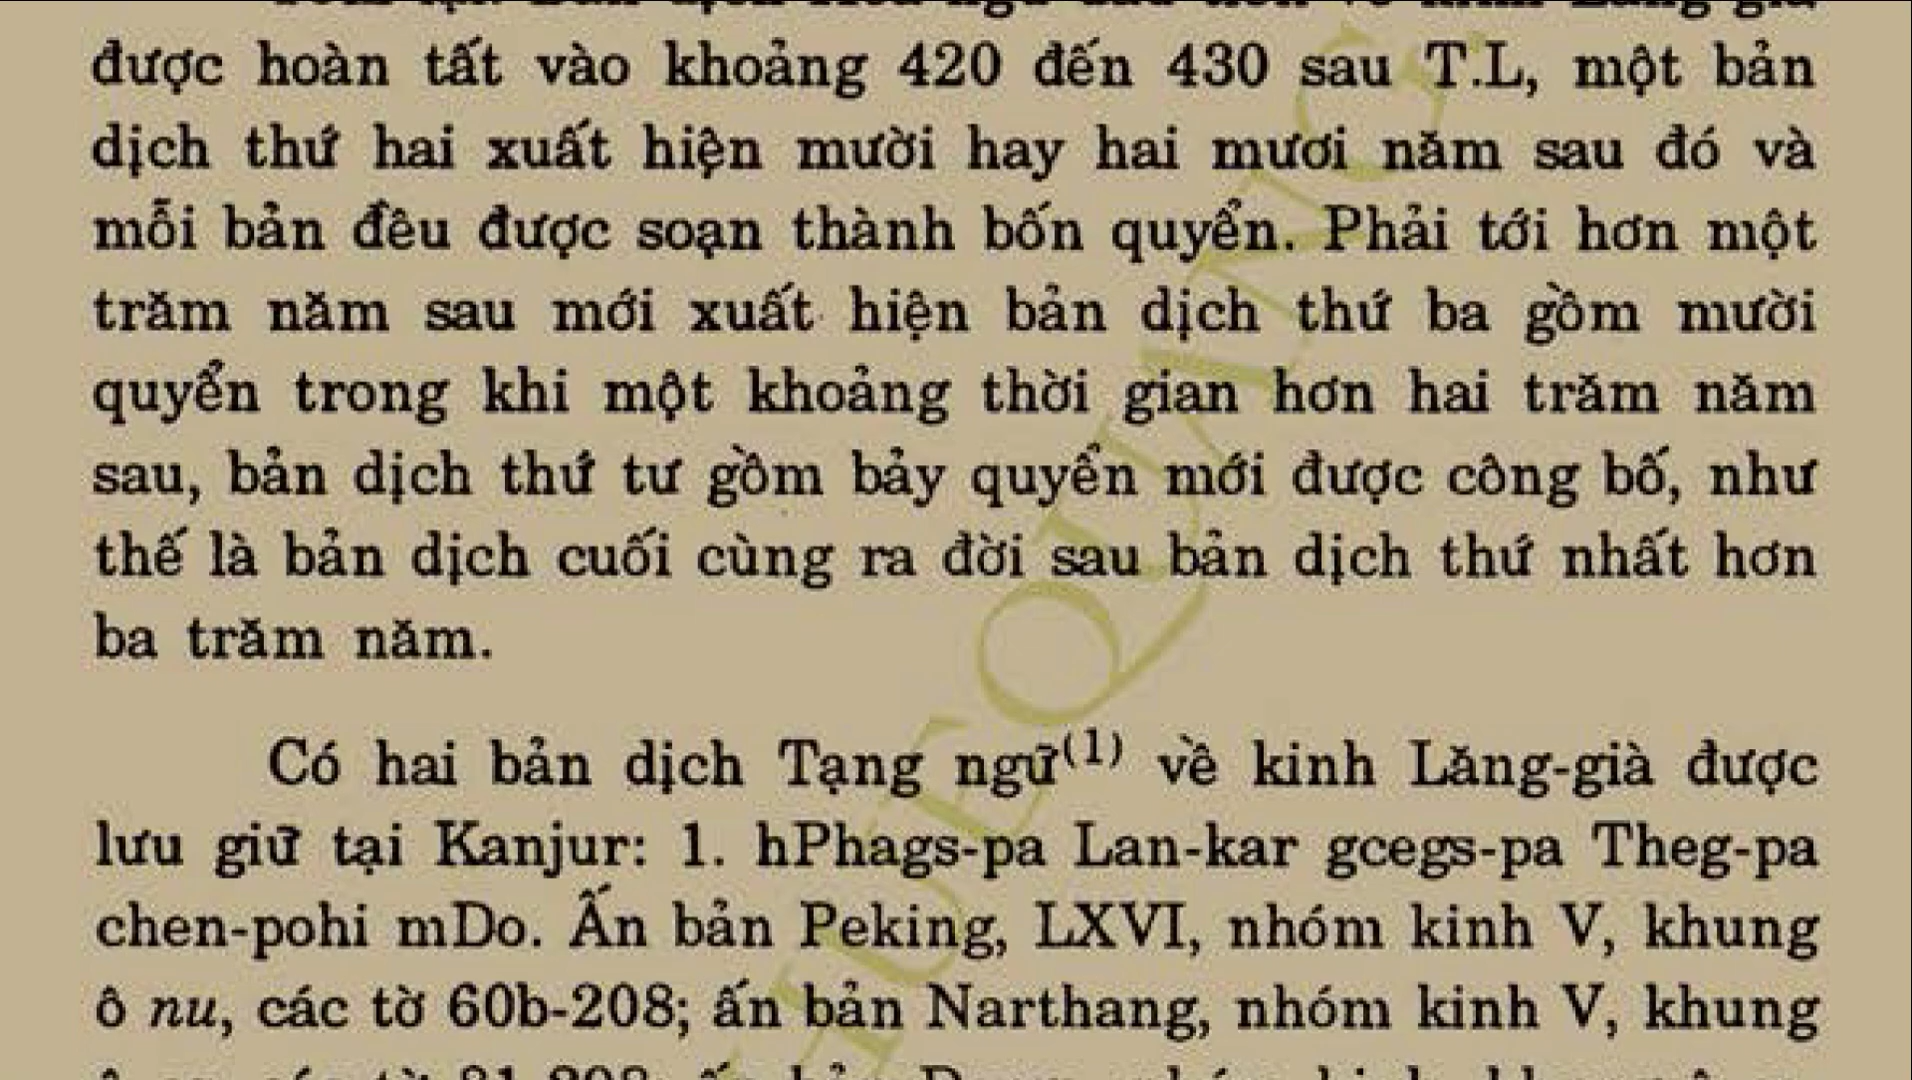 được hoàn tất vào khoảng 420 đến 430 sau T.L, một bản
dịch thứ hai xuất hiện mười hay hai mươi năm sau đó và
mỗi bản đều được soạn thành bốn quyển. Phải tới hơn một
trăm năm sau mới xuất hiện bản dịch thứ ba gồm mười
quyển trong khi một khoảng thời gian hơn hai trăm năm
sau, bản dịch thứ tư gồm bảy quyển mới được công bố, như
thế là bản dịch cuối cùng ra đời sau bản dịch thứ nhất hơn
ba trăm năm.
Có hai bản dịch Tạng ngữ(1) về kinh Lăng-già được
lưu giữ tại Kanjur: 1. hPhags-pa Lan-kar gcegs-pa Theg-pa
chen-pohi mDo. Ấn bản Peking, LXVI, nhóm kinh V, khung
ô nu, các tờ 60b-208; ấn bản Narthang, nhóm kinh V, khung